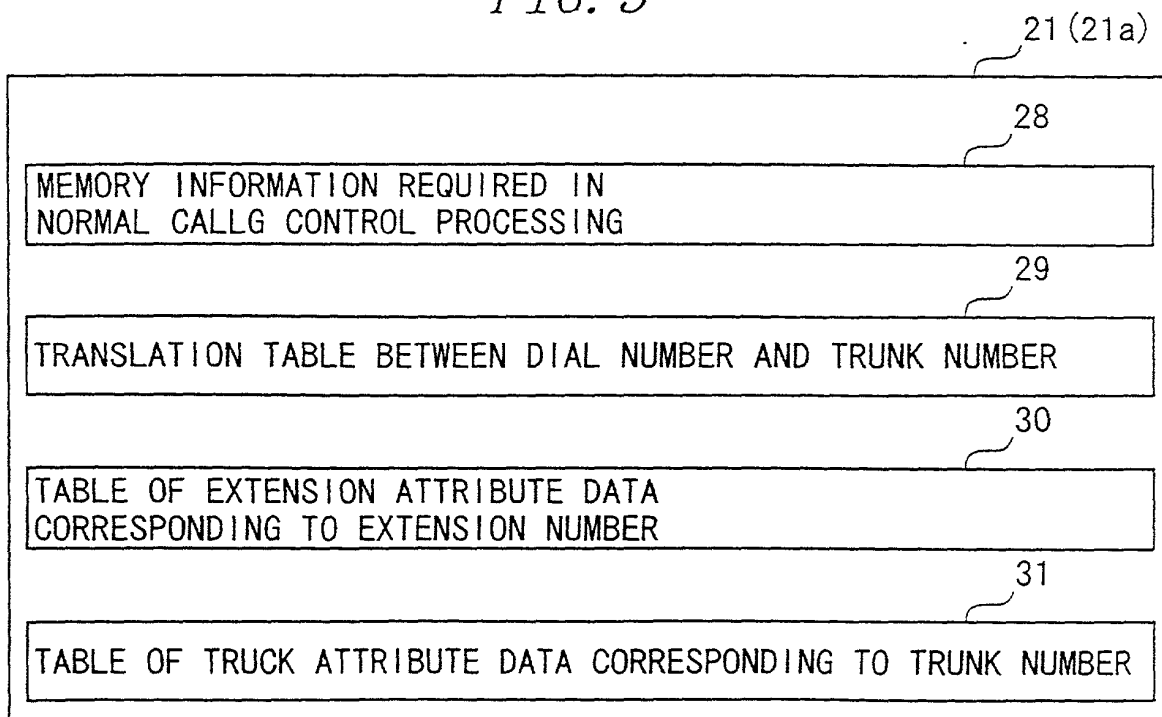 21(21a)
28
MEMORY INFORMATION REQUIRED IN
NORMAL CALLG CONTROL PROCESSING
29
TRANSLATION TABLE BETWEEN DIAL NUMBER AND TRUNK NUMBER
30
TABLE OF EXTENSION ATTRIBUTE DATA
CORRESPONDING TO EXTENSION NUMBER
31
TABLE OF TRUCK ATTRIBUTE DATA CORRESPONDING TO TRUNK NUMBER